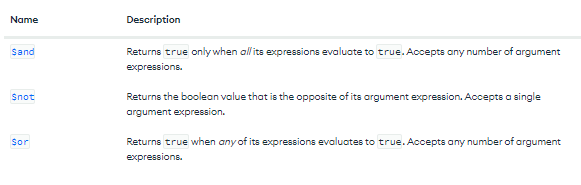 Name Description
$and Returns true only when all its expressions evaluate to true. Accepts any number of argument
expressions.
$not Returns the boolean value that is the opposite of its argument expression. Accepts a single
argument expression.
$or Returns true when any of its expressions evaluates to true. Accepts any number of argument
expressions.